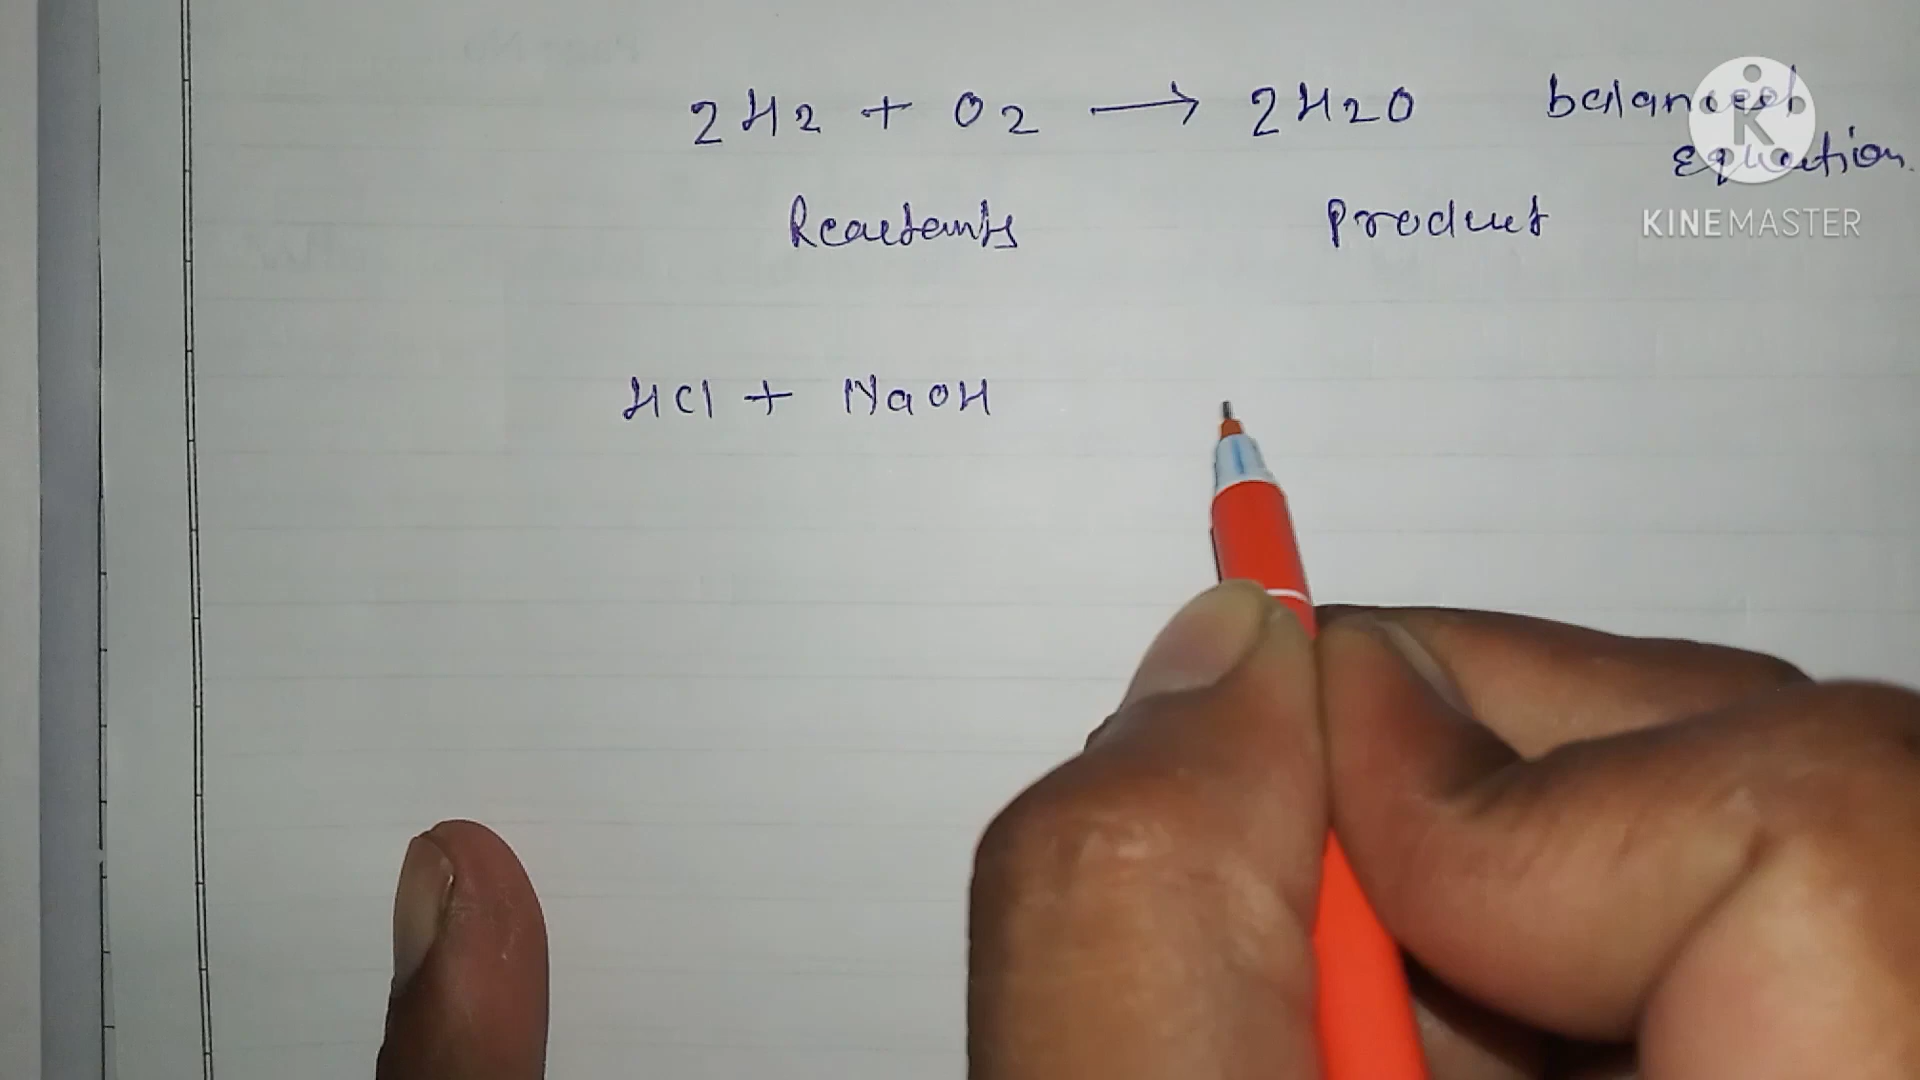 2H2 + O2 → 2H2O balanced
Equation.
Reactants Product
KINEMASTER
HCl + NaOH